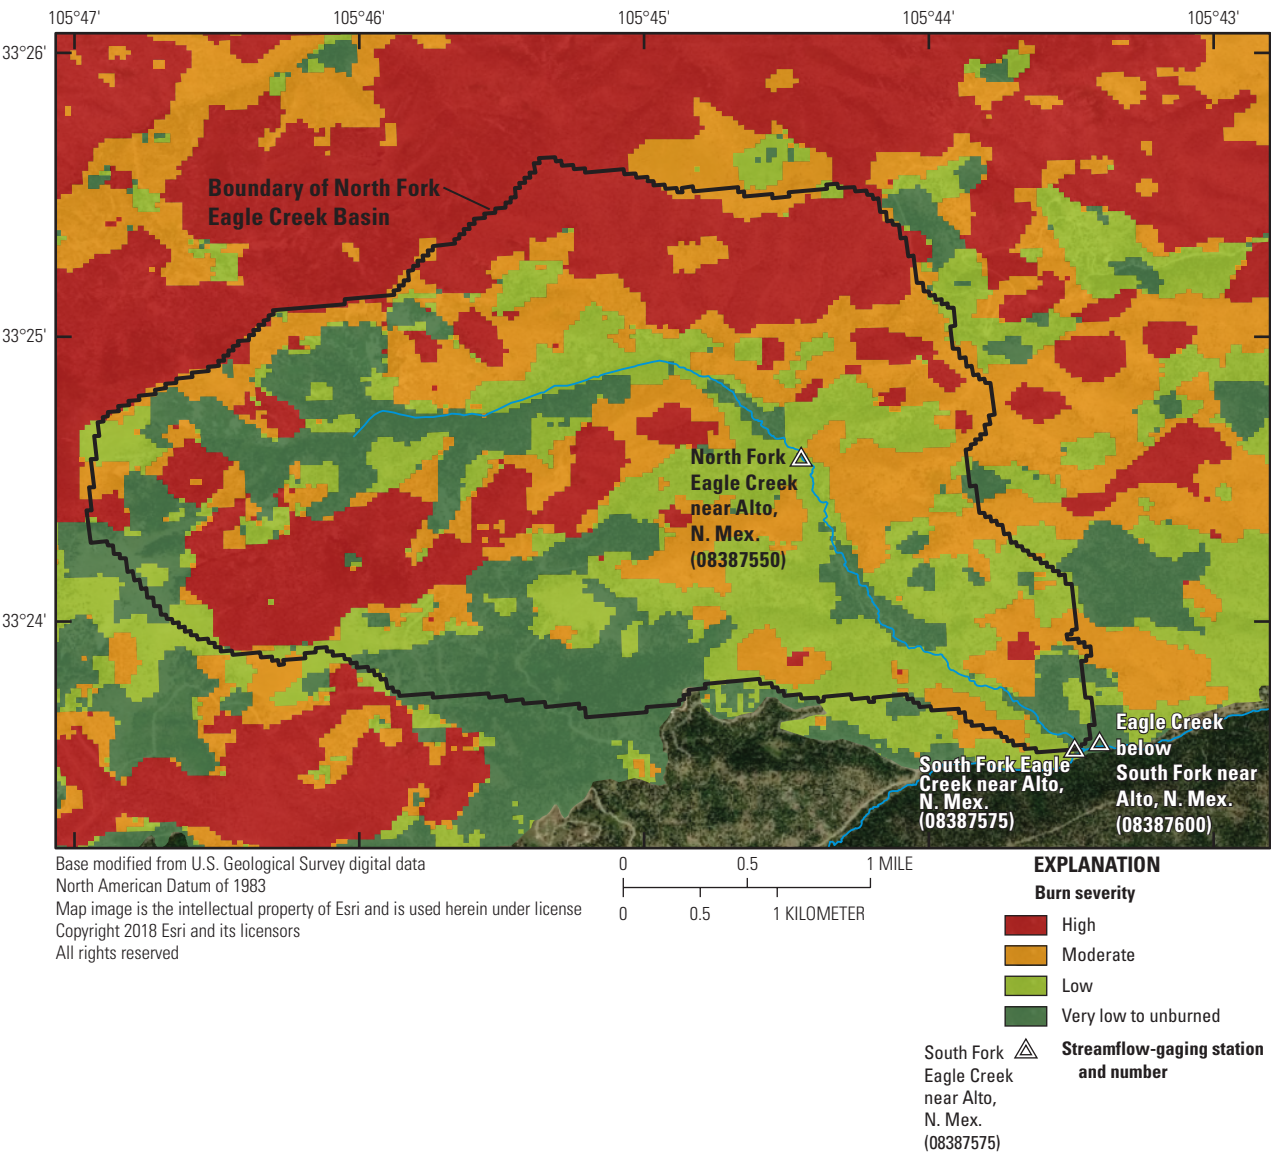 105°47'
105°46'
105°45'
105°44'
105°43'
33°26'
33°25'
33°24'
Boundary of North Fork
Eagle Creek Basin
North Fork
Eagle Creek
near Alto,
N. Mex.
(08387550)
South Fork Eagle
Creek near Alto,
N. Mex.
(08387575)
Eagle Creek
below
South Fork near
Alto, N. Mex.
(08387600)
Base modified from U.S. Geological Survey digital data
North American Datum of 1983
Map image is the intellectual property of Esri and is used herein under license
Copyright 2018 Esri and its licensors
All rights reserved
0 0.5 1 MILE
0 0.5 1 KILOMETER
EXPLANATION
Burn severity
High
Moderate
Low
Very low to unburned
South Fork
Eagle Creek
near Alto,
N. Mex.
(08387575)
Streamflow-gaging station
and number